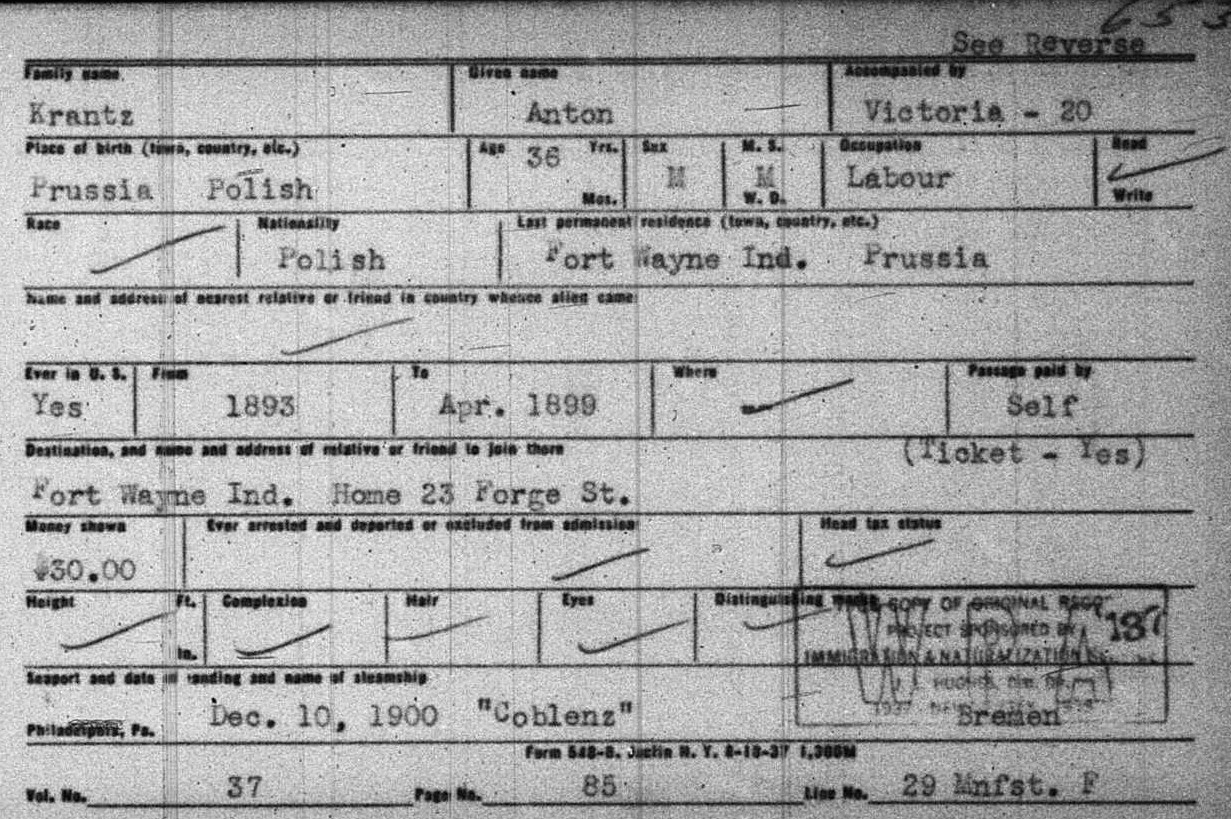 653
See Reverse
Family name Given name Accompanied by
Krantz Anton Victoria - 20
Place of birth (town, country, etc.) Age 36 Yrs. Mos. Sex M. S. W. D. Occupation Read Write
Prussia Polish M M Labour
Race Nationality Last permanent residence (town, country, etc.)
Polish Fort Wayne Ind. Prussia
Name and address of nearest relative or friend in country whence alien came
Ever in U. S. From To Where Passage paid by
Yes 1893 Apr. 1899 Self
Destination, and name and address of relative or friend to join there (Ticket - Yes)
Fort Wayne Ind. Home 23 Forge St.
Money shown Ever arrested and deported or excluded from admission Head tax status
$30.00
Height Ft. In. Complexion Hair Eyes Distinguishing marks
COPY OF ORIGINAL
PROJECT SPONSORED BY 137
IMMIGRATION & NATURALIZATION
Seaport and date of landing and name of steamship
Philadelphia, Pa. Dec. 10, 1900 "Coblenz" Bremen
Form 548-B. N. Y. 8-18-37 1,300M
Vol. No. 37 Page No. 85 Line No. 29 Mnfst. F